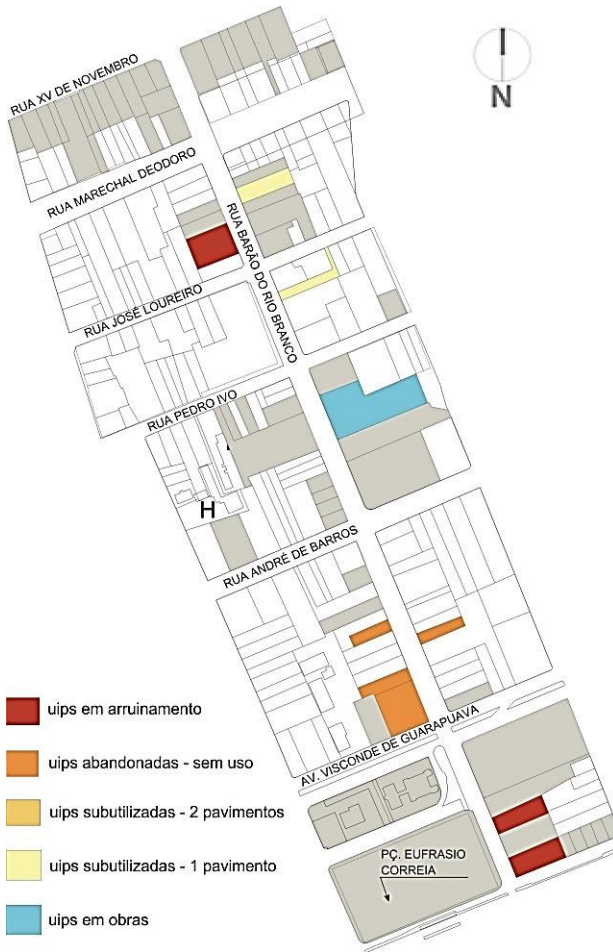 RUA XV DE NOVEMBRO
N
RUA MARECHAL DEODORO
RUA BARÃO DO RIO BRANCO
RUA JOSÉ LOUREIRO
RUA PEDRO IVO
H
RUA ANDRÉ DE BARROS
uips em arruinamento
AV. VISCONDE DE GUARAPUAVA
uips abandonadas - sem uso
uips subutilizadas - 2 pavimentos
uips subutilizadas - 1 pavimento
PÇ. EUFRASIO
CORREIA
uips em obras